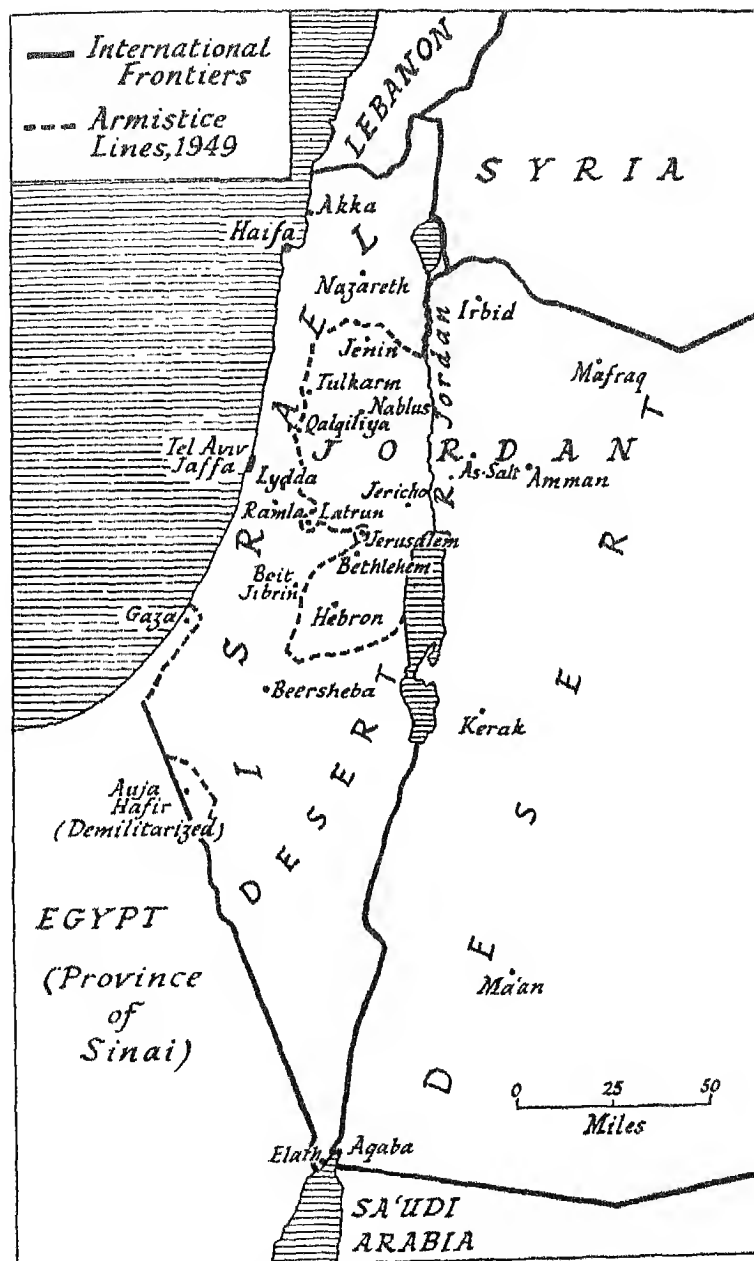 International
Frontiers
Armistice
Lines, 1949
LEBANON
SYRIA
Akka
Haifa
Nazareth
Irbid
Jordan
Jenin
Mafraq
Tulkarm
Nablus
Qalqiliya
ISRAEL
JORDAN
Tel Aviv
Jaffa
As-Salt
Amman
Lydda
Jericho
Ramla
Latrun
Jerusalem
Bethlehem
Beit
Jibrin
Hebron
Gaza
Beersheba
Kerak
DESERT
Auja
Hafir
(Demilitarized)
EGYPT
(Province
of
Sinai)
DESERT
Ma'an
0 25 50
Miles
Elath
Aqaba
SA'UDI
ARABIA